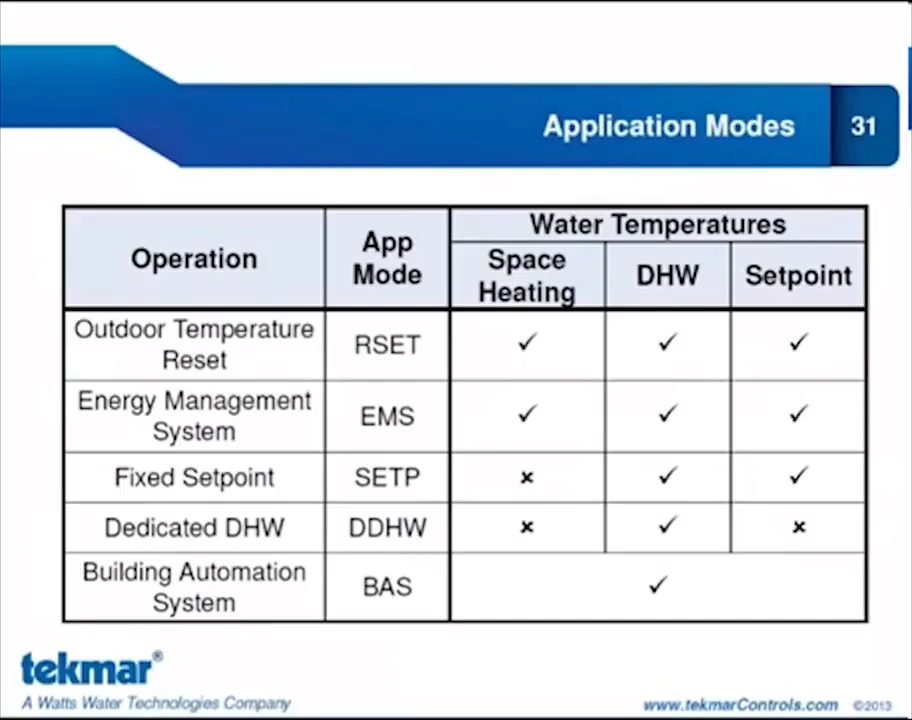 Application Modes 31
Operation App Mode Water Temperatures
Space Heating DHW Setpoint
Outdoor Temperature Reset RSET ✓ ✓ ✓
Energy Management System EMS ✓ ✓ ✓
Fixed Setpoint SETP × ✓ ✓
Dedicated DHW DDHW × ✓ ×
Building Automation System BAS ✓
tekmar®
A Watts Water Technologies Company
www.tekmarControls.com ©2013